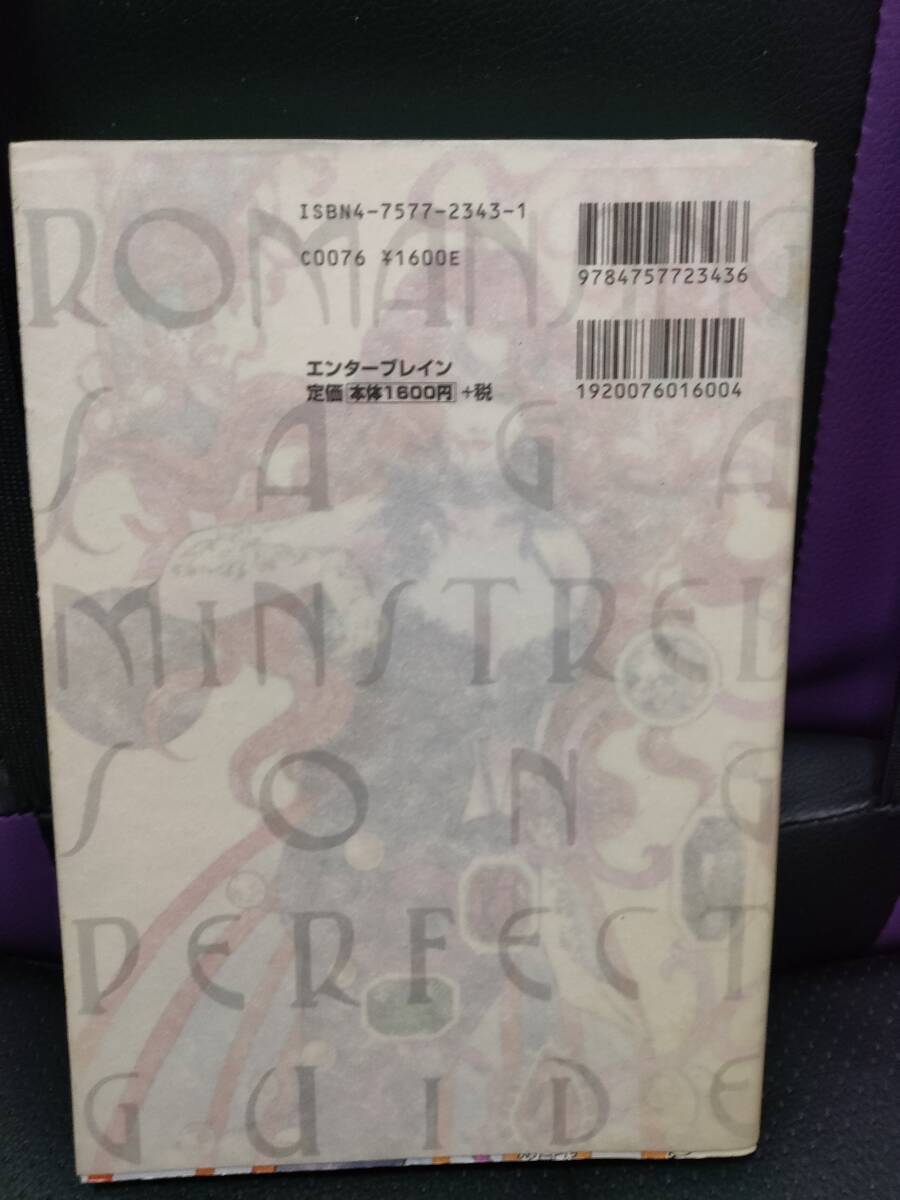 ISBN4-7577-2343-1
C0076 ¥1600E
9784757723436
エンターブレイン
定価 本体1600円 +税
1920076016004
ROMANSING
SAGA
MINSTREL
SONG
PERFECT
GUIDE